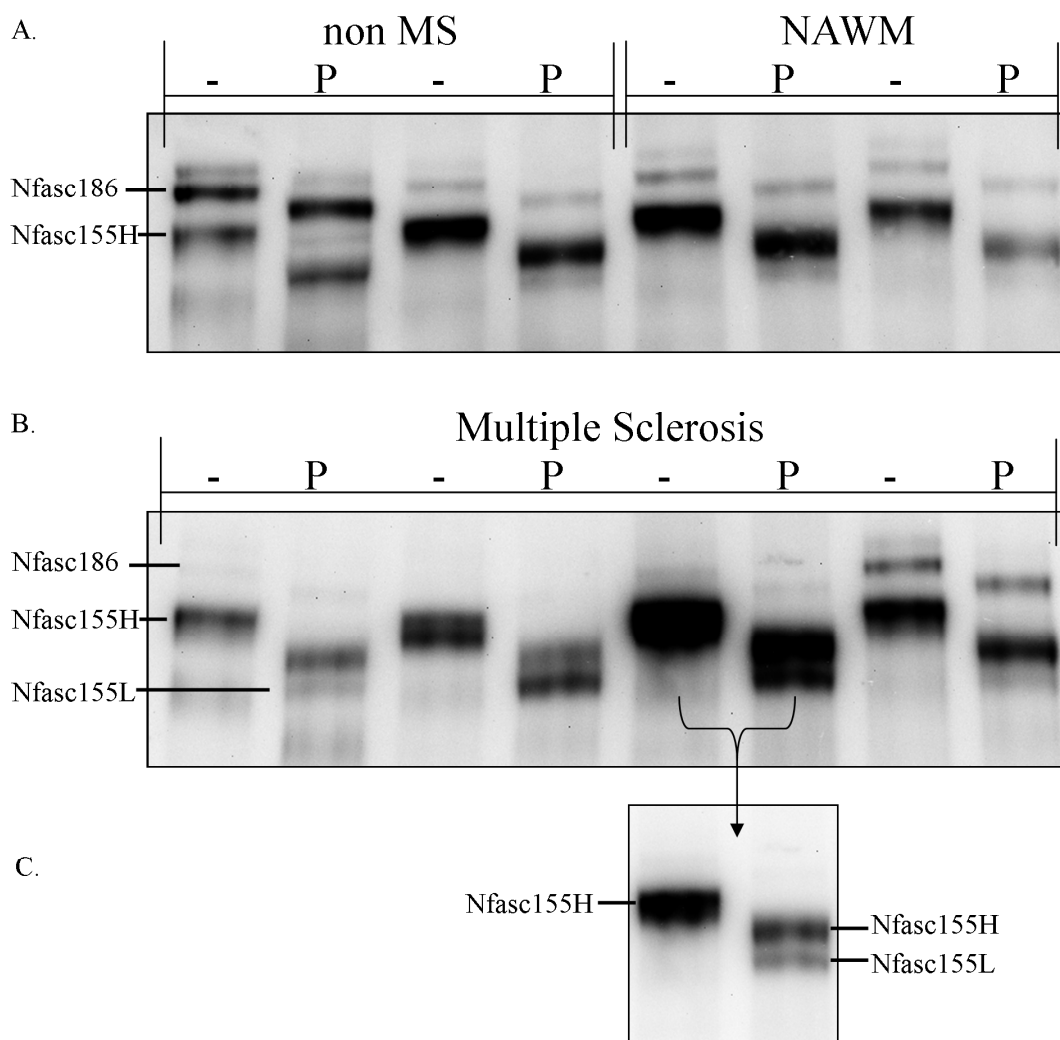 A.
non MS NAWM
- P - P - P - P
Nfasc186
Nfasc155H
B.
Multiple Sclerosis
- P - P - P - P
Nfasc186
Nfasc155H
Nfasc155L
C.
Nfasc155H
Nfasc155H
Nfasc155L